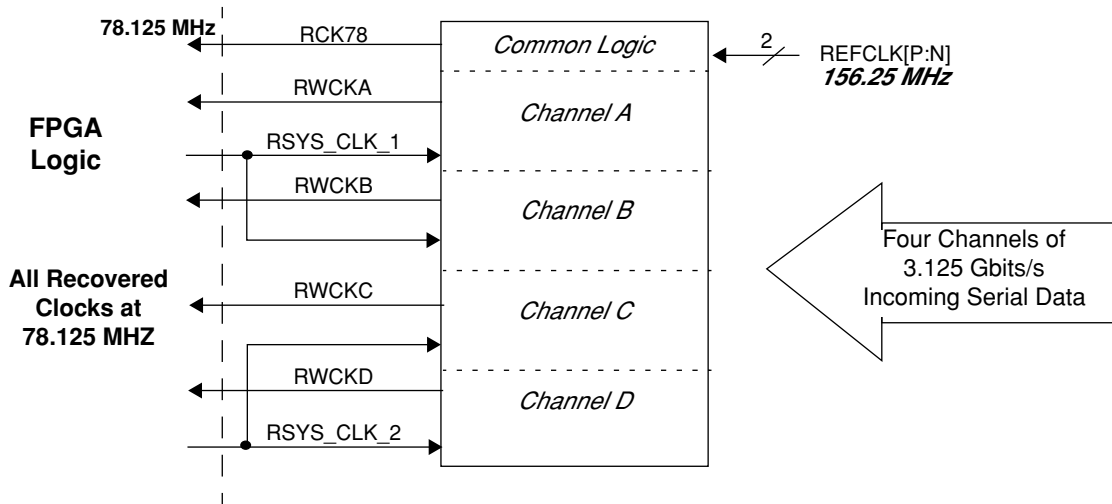 78.125 MHz
RCK78
Common Logic
2
REFCLK[P:N]
156.25 MHz
RWCKA
Channel A
FPGA
Logic
RSYS_CLK_1
RWCKB
Channel B
Four Channels of
3.125 Gbits/s
Incoming Serial Data
All Recovered
Clocks at
78.125 MHZ
RWCKC
Channel C
RWCKD
Channel D
RSYS_CLK_2